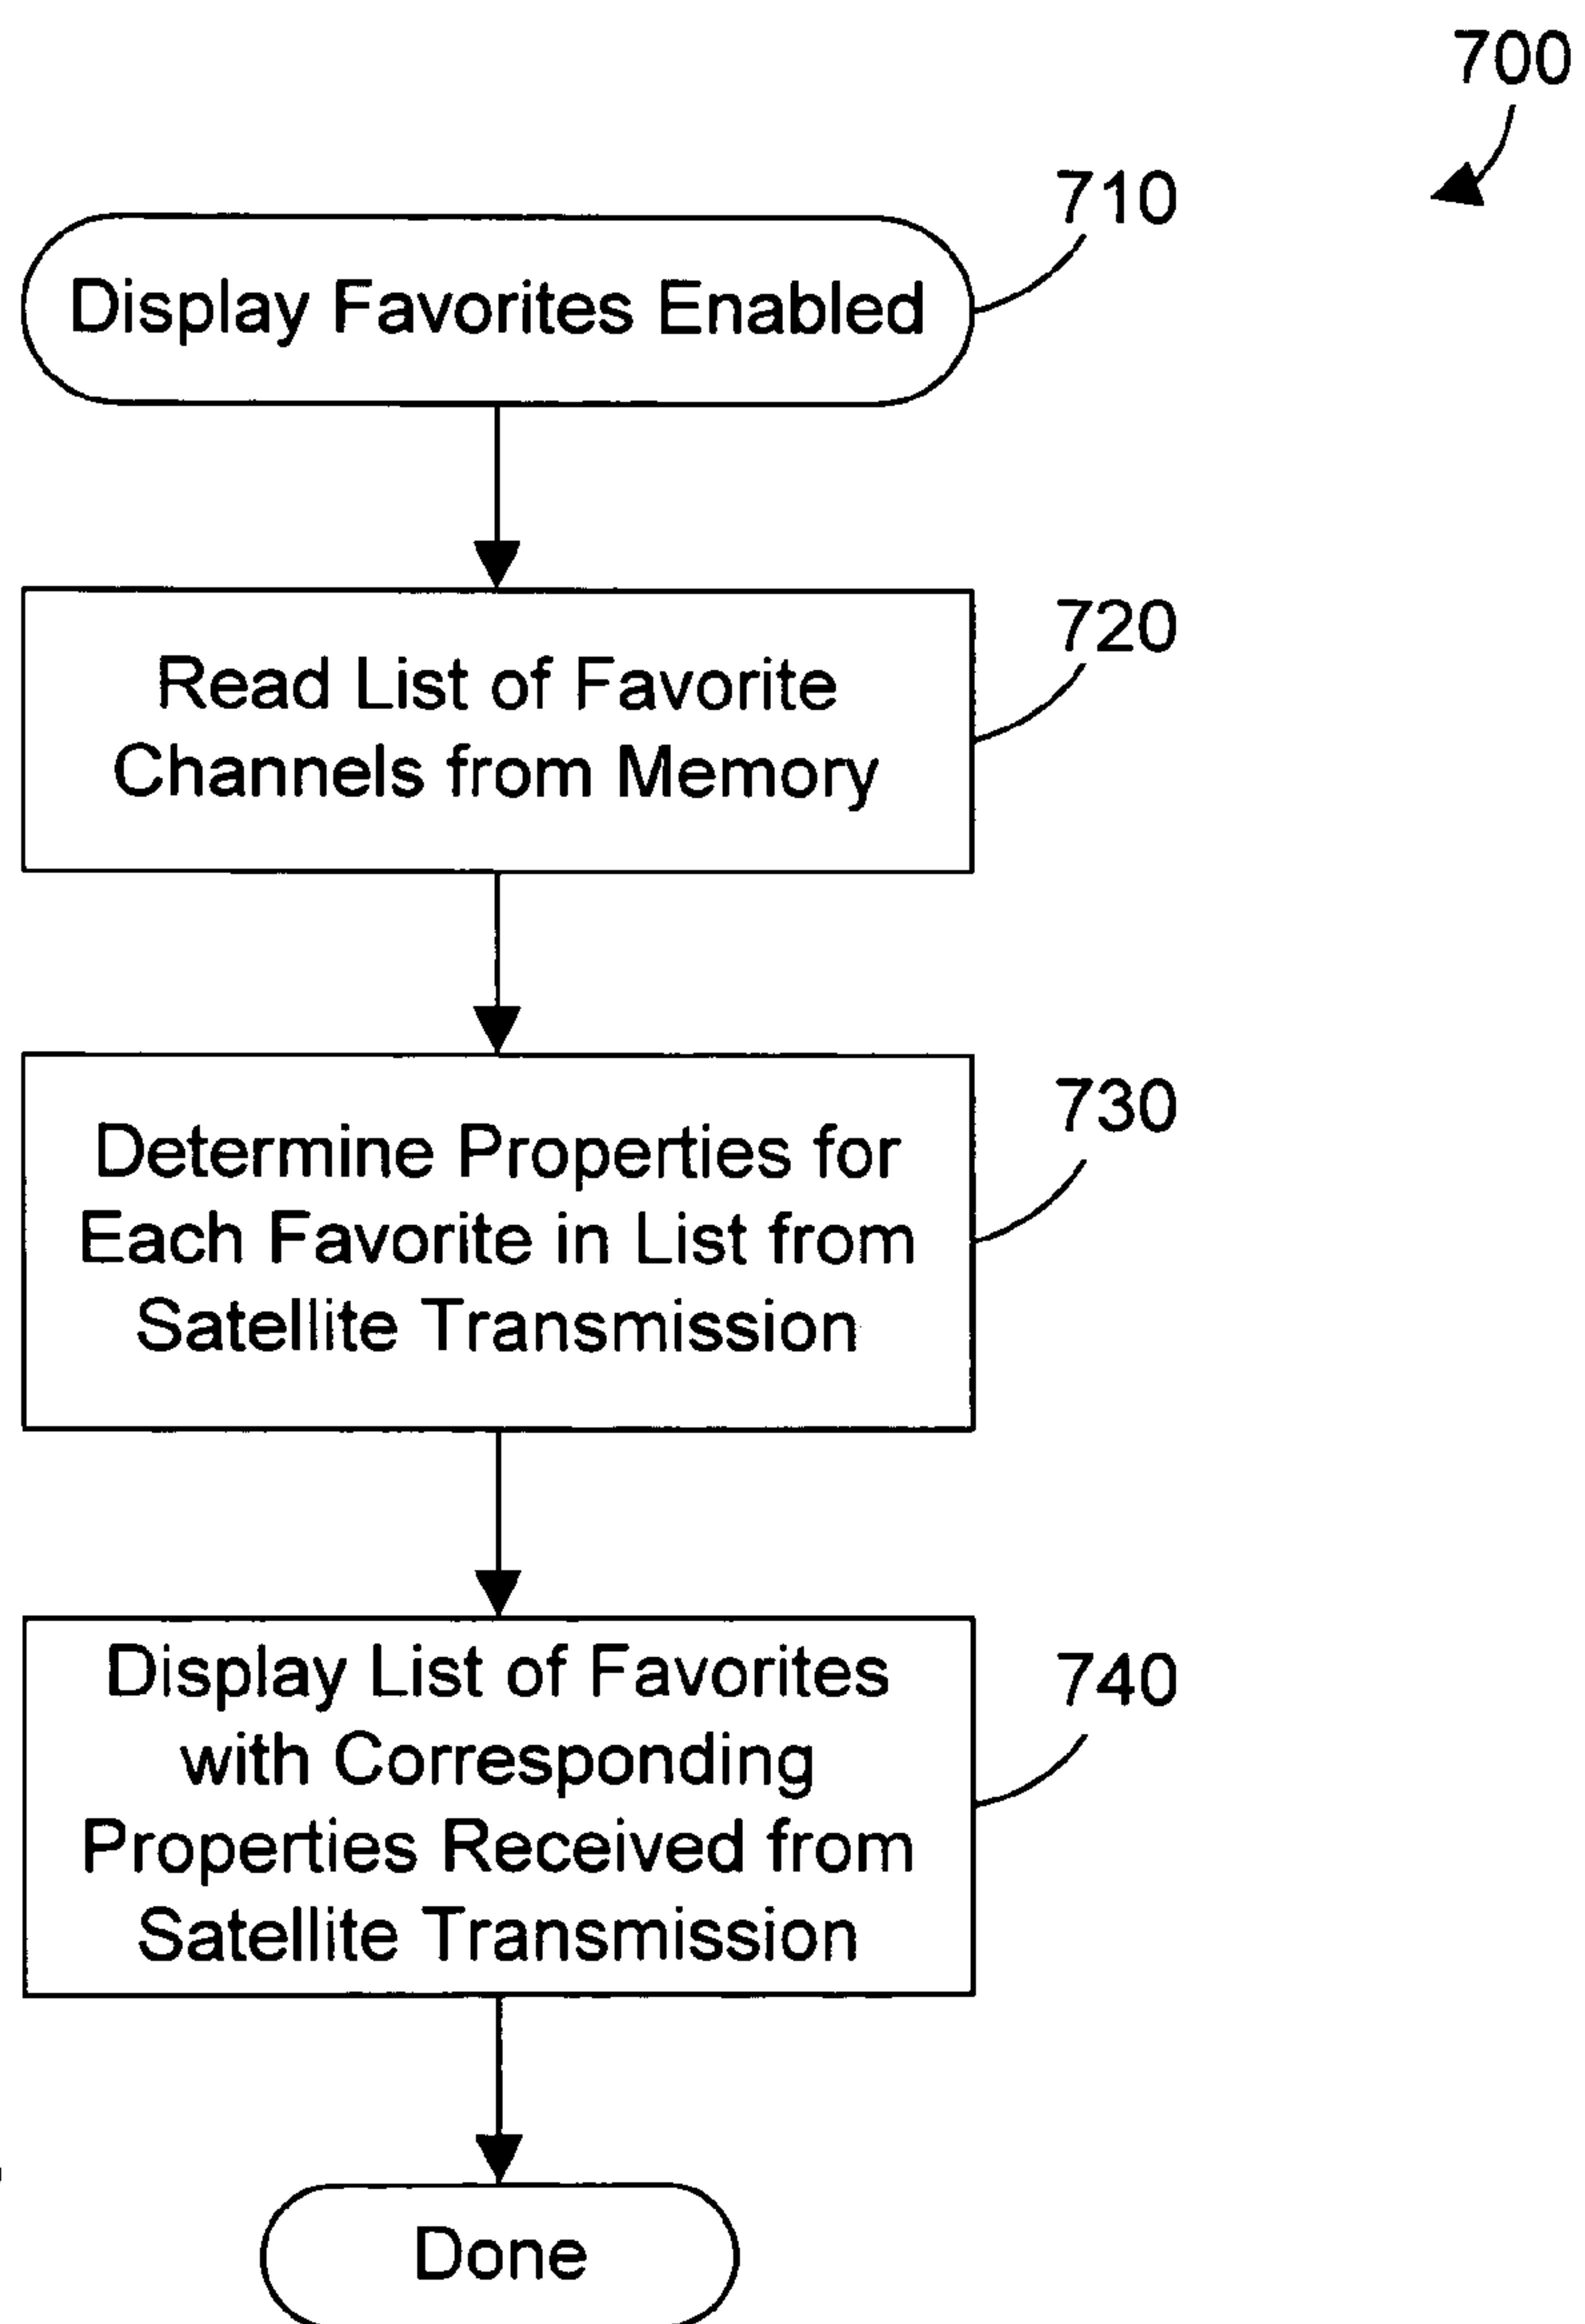 700
710
Display Favorites Enabled
720
Read List of Favorite
Channels from Memory
730
Determine Properties for
Each Favorite in List from
Satellite Transmission
740
Display List of Favorites
with Corresponding
Properties Received from
Satellite Transmission
Done